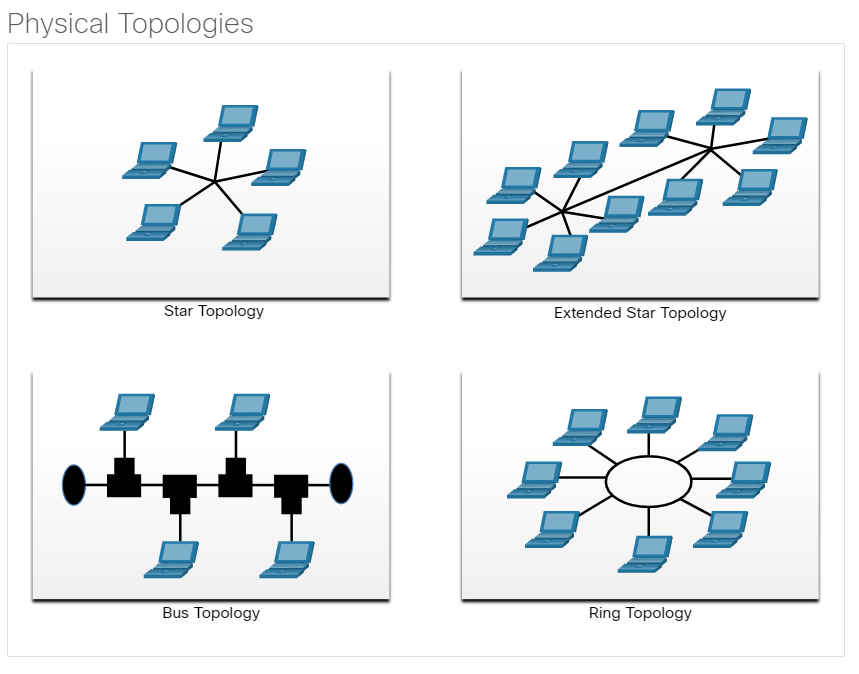 Physical Topologies
Star Topology
Extended Star Topology
Bus Topology
Ring Topology